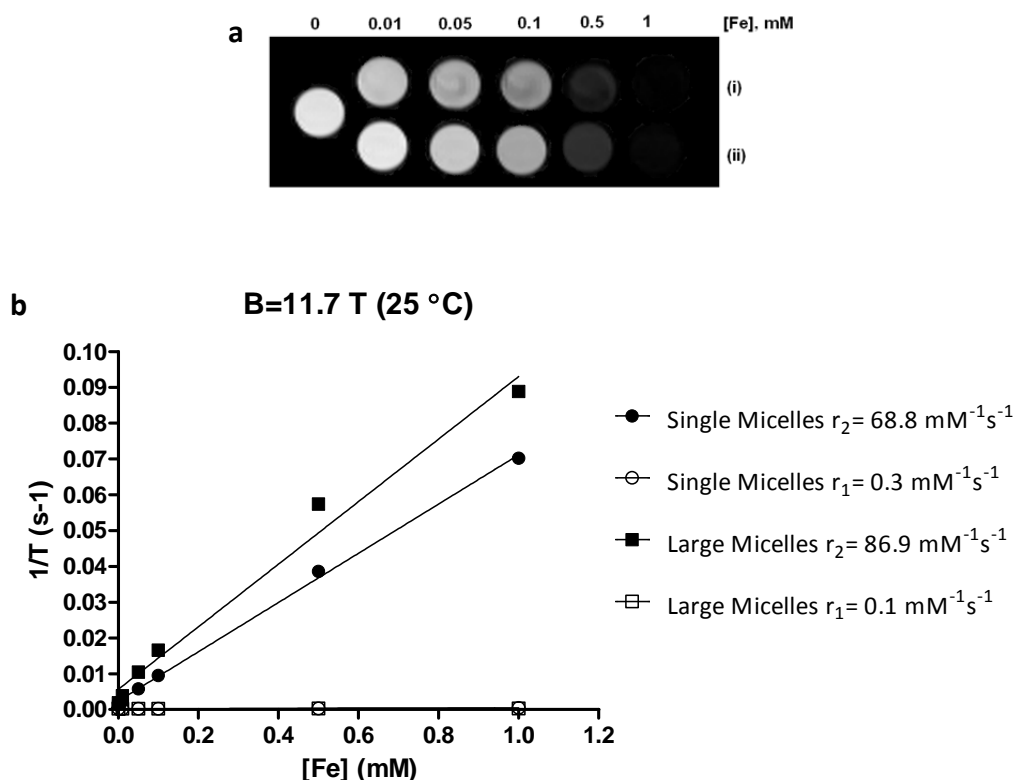 a
0 0.01 0.05 0.1 0.5 1 [Fe], mM
(i)
(ii)
b
B=11.7 T (25 °C)
1/T (s-1)
0.10
0.09
0.08
0.07
0.06
0.05
0.04
0.03
0.02
0.01
0.00
0.0 0.2 0.4 0.6 0.8 1.0 1.2
[Fe] (mM)
Single Micelles r₂= 68.8 mM⁻¹s⁻¹
Single Micelles r₁= 0.3 mM⁻¹s⁻¹
Large Micelles r₂= 86.9 mM⁻¹s⁻¹
Large Micelles r₁= 0.1 mM⁻¹s⁻¹